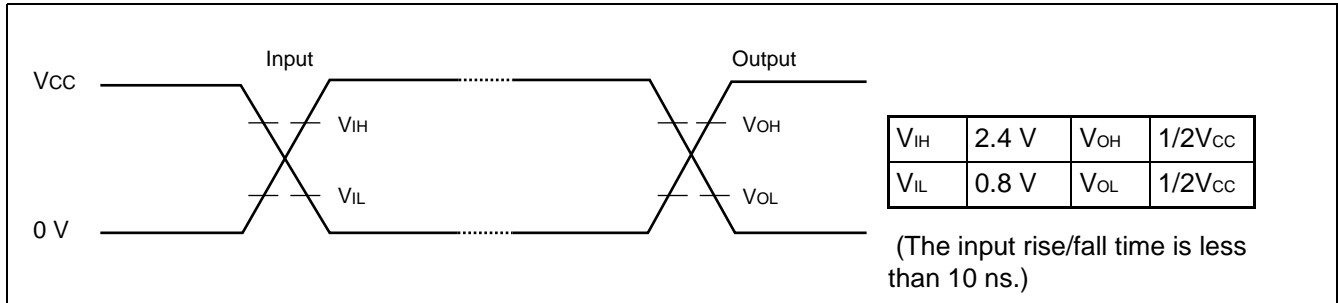 Input
Output
VCC
VIH
VOH
VIL
VOL
0 V
VIH 2.4 V VOH 1/2VCC
VIL 0.8 V VOL 1/2VCC
(The input rise/fall time is less
than 10 ns.)